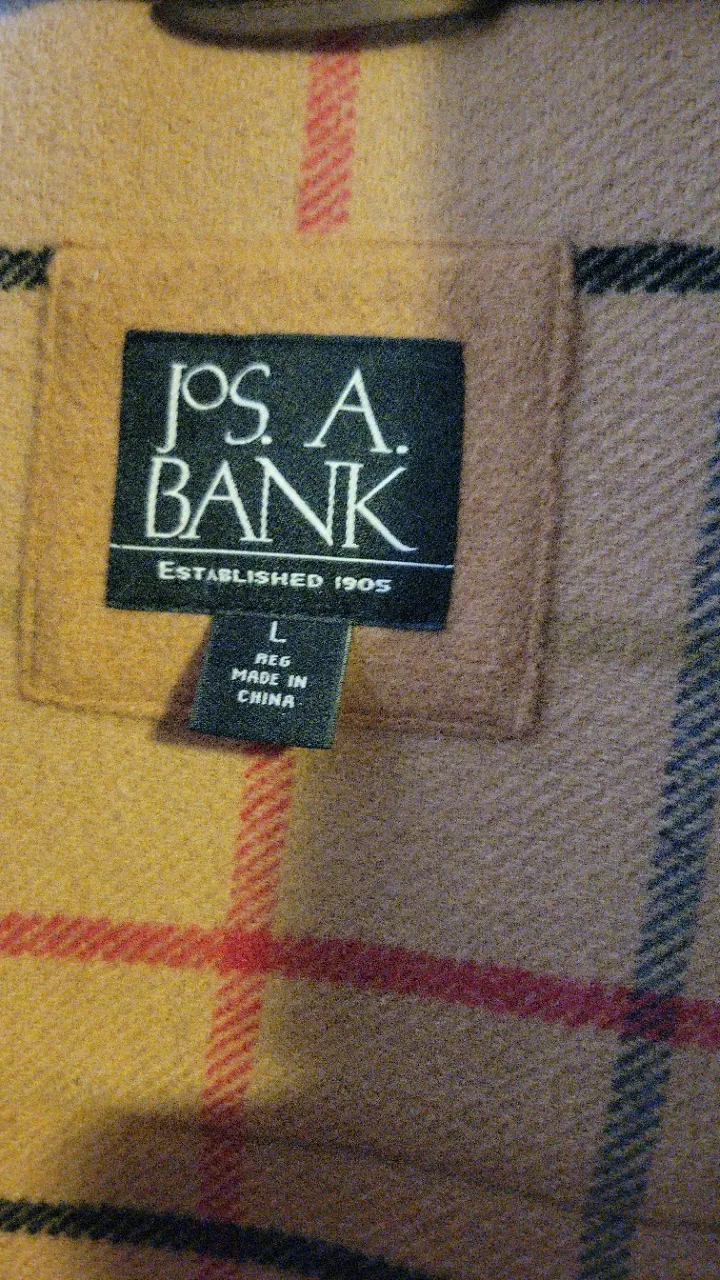 JoS. A.
BANK
ESTABLISHED 1905
L
REG
MADE IN
CHINA